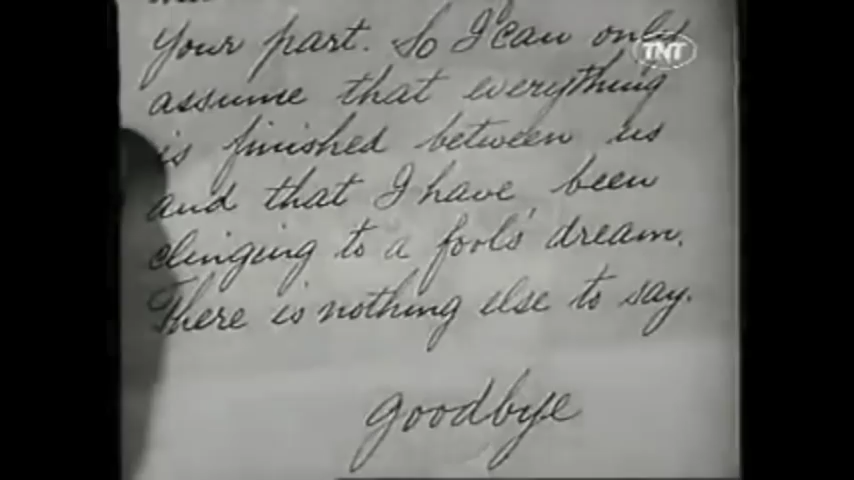 Your part. So I can only
TNT
assume that everything
is finished between us
and that I have been
clinging to a fool's dream.
There is nothing else to say.
goodbye